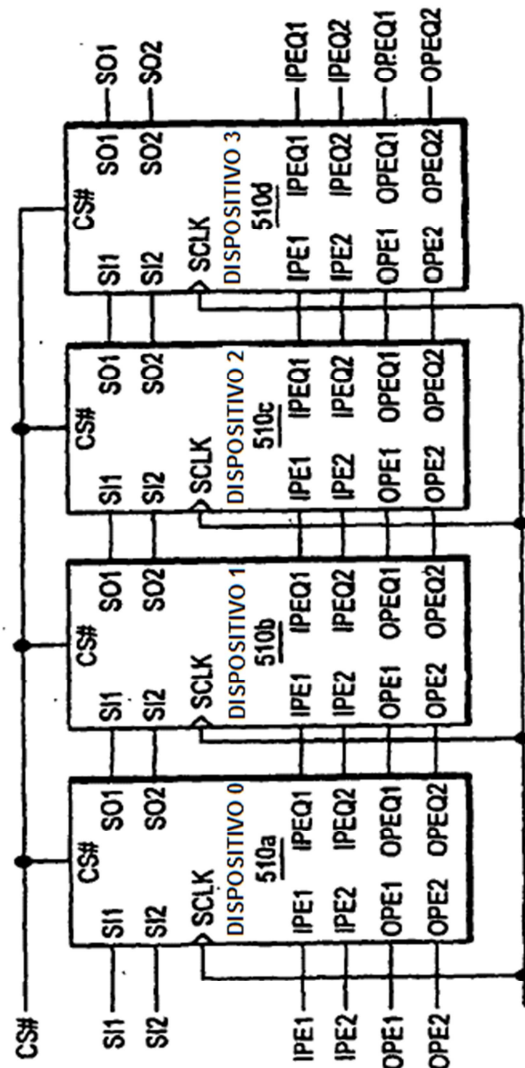 CS#
SI1
SI2
IPE1
IPE2
OPE1
OPE2
CS#
SI1 SO1
SI2 SO2
SCLK
DISPOSITIVO 0
510a
IPE1 IPEQ1
IPE2 IPEQ2
OPE1 OPEQ1
OPE2 OPEQ2
CS#
SI1 SO1
SI2 SO2
SCLK
DISPOSITIVO 1
510b
IPE1 IPEQ1
IPE2 IPEQ2
OPE1 OPEQ1
OPE2 OPEQ2
CS#
SI1 SO1
SI2 SO2
SCLK
DISPOSITIVO 2
510c
IPE1 IPEQ1
IPE2 IPEQ2
OPE1 OPEQ1
OPE2 OPEQ2
CS#
SI1 SO1
SI2 SO2
SCLK
DISPOSITIVO 3
510d
IPE1 IPEQ1
IPE2 IPEQ2
OPE1 OPEQ1
OPE2 OPEQ2
SO1
SO2
IPEQ1
IPEQ2
OPEQ1
OPEQ2